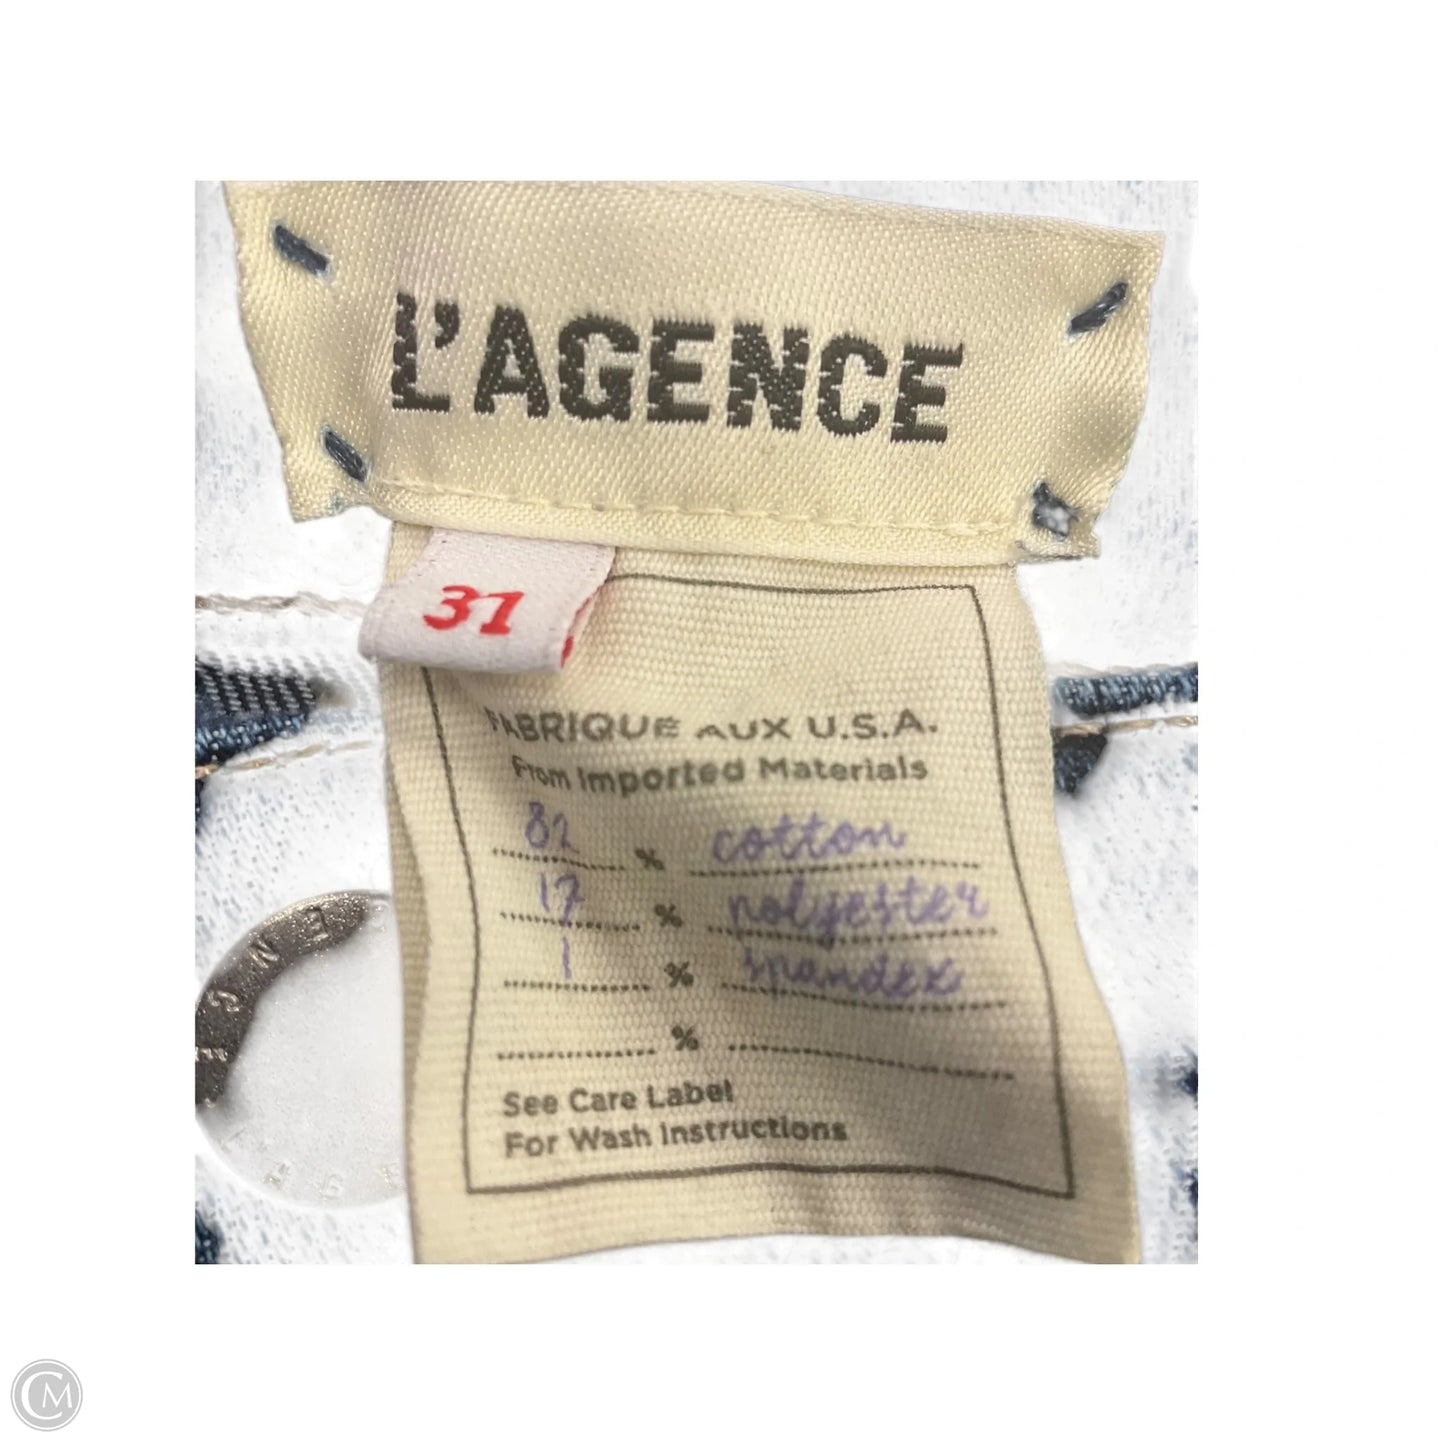 L'AGENCE
31
FABRIQUE AUX U.S.A.
From Imported Materials
82 % cotton
17 % polyester
1 % spandex
%
See Care Label
For Wash Instructions
CM